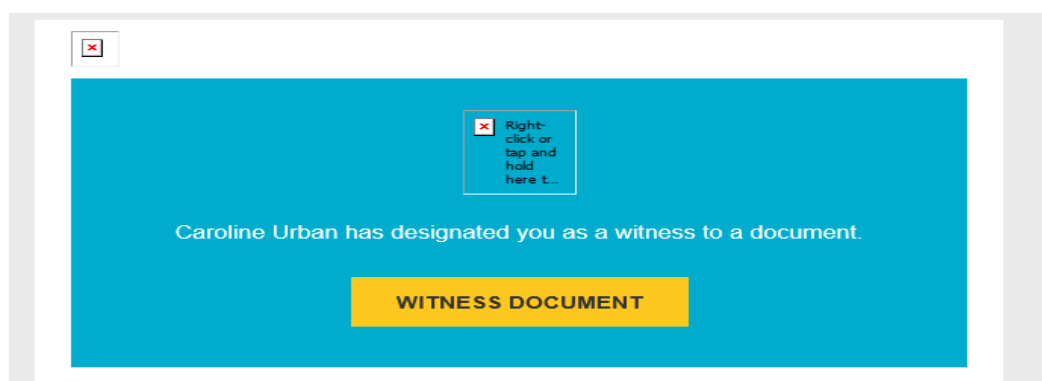 Right-
click or
tap and
hold
here t...
Caroline Urban has designated you as a witness to a document.
WITNESS DOCUMENT